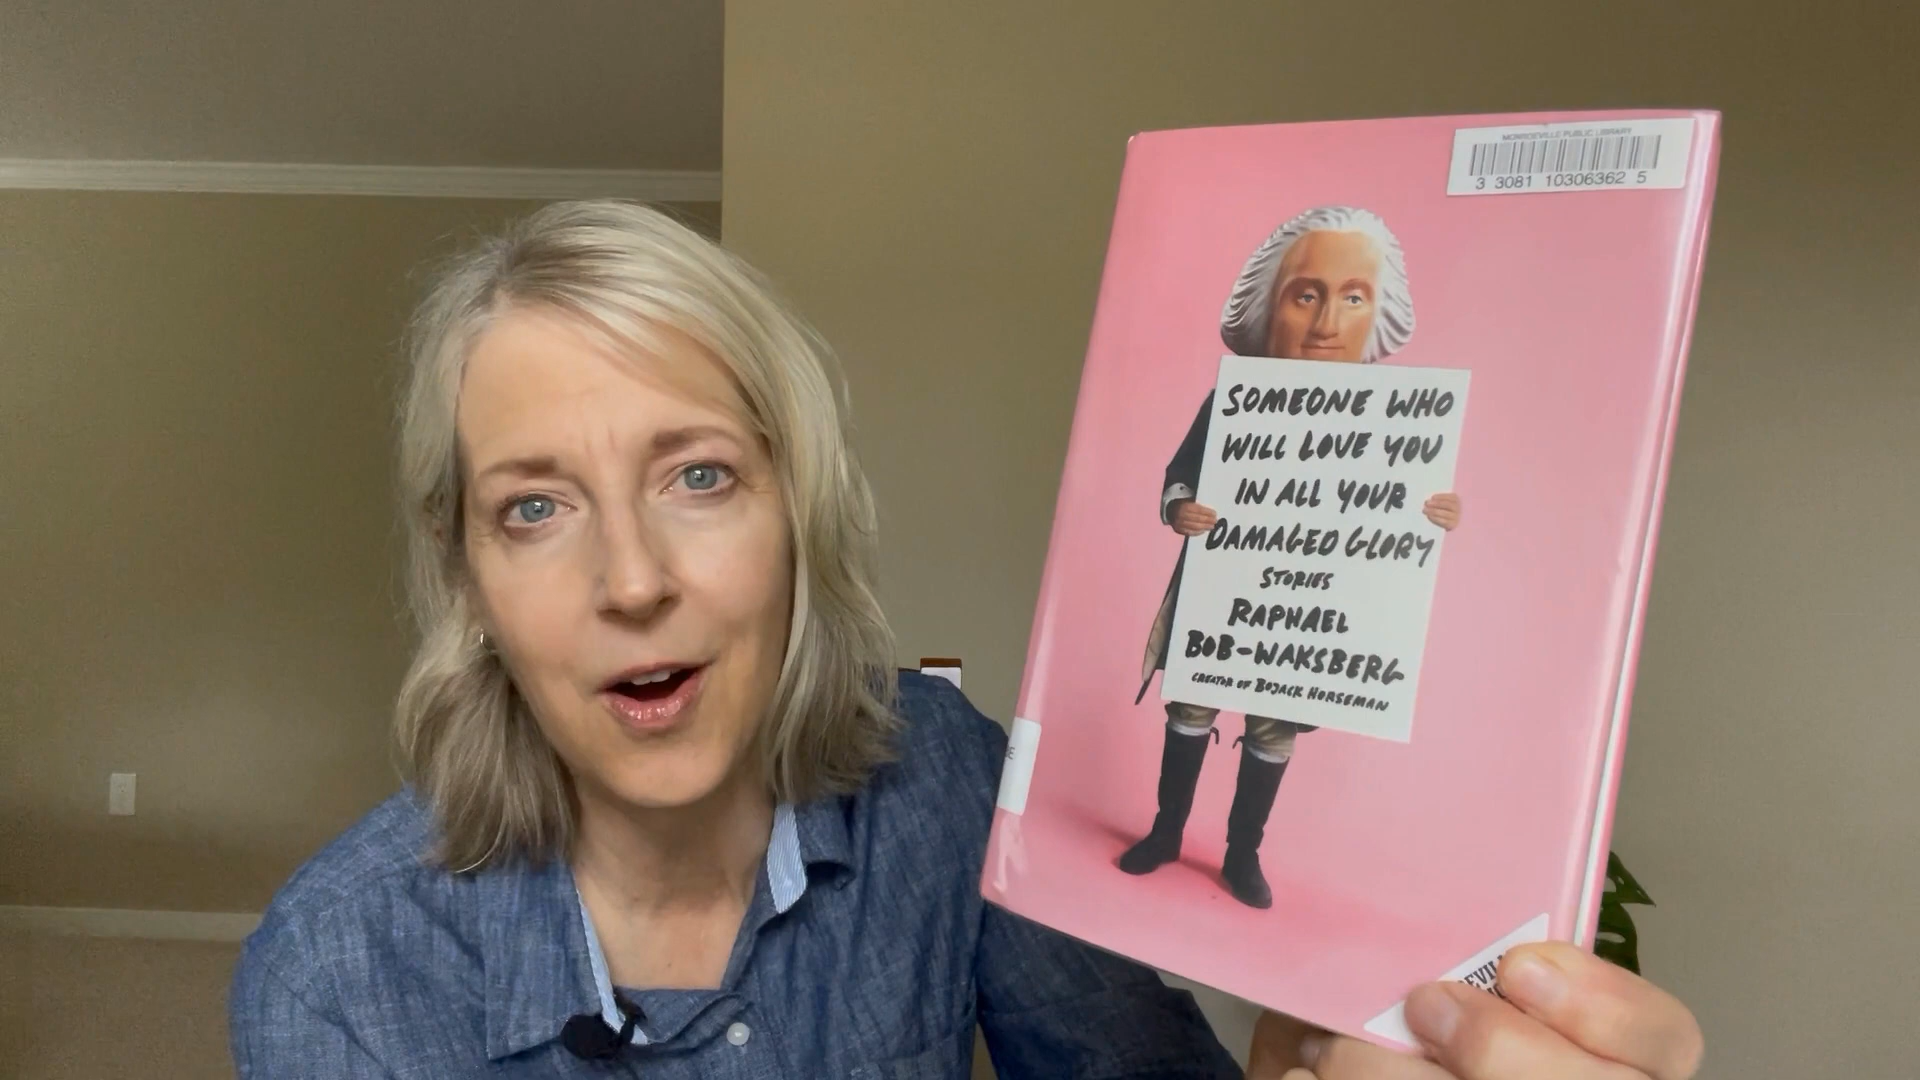 MONROEVILLE PUBLIC LIBRARY
3 3081 10306362 5
SOMEONE WHO
WILL LOVE YOU
IN ALL YOUR
DAMAGED GLORY
STORIES
RAPHAEL
BOB-WAKSBERG
CREATOR OF BOJACK HORSEMAN